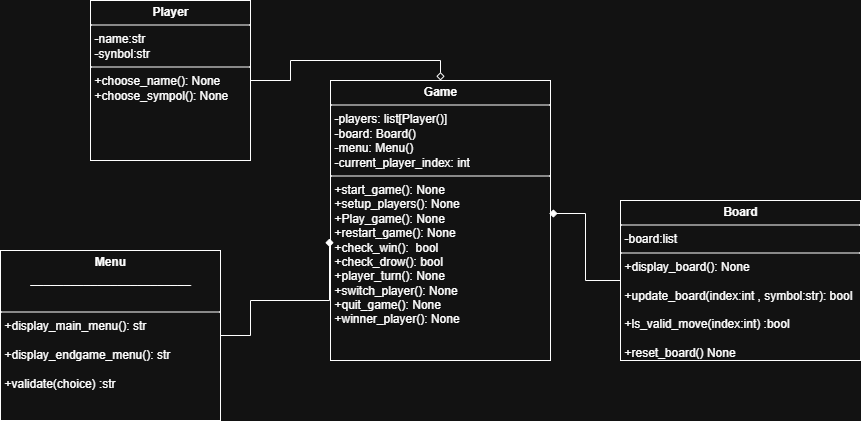 Player
-name:str
-synbol:str
+choose_name(): None
+choose_sympol(): None
Game
-players: list[Player()]
-board: Board()
-menu: Menu()
-current_player_index: int
+start_game(): None
+setup_players(): None
+Play_game(): None
+restart_game(): None
+check_win():  bool
+check_drow(): bool
+player_turn(): None
+switch_player(): None
+quit_game(): None
+winner_player(): None
Board
-board:list
+display_board(): None
+update_board(index:int , symbol:str): bool
+Is_valid_move(index:int) :bool
+reset_board() None
Menu
+display_main_menu(): str
+display_endgame_menu(): str
+validate(choice) :str